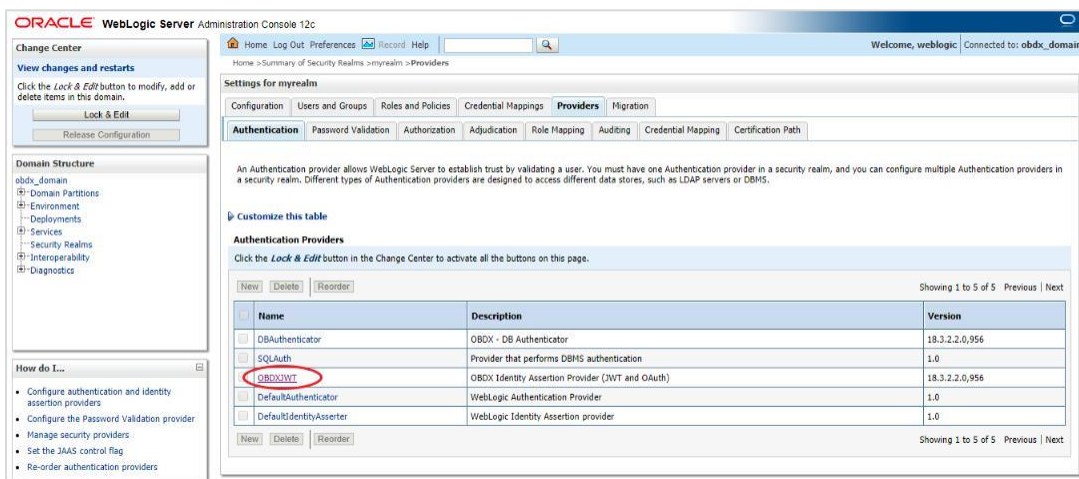 ORACLE WebLogic Server Administration Console 12c
Change Center
View changes and restarts
Click the Lock & Edit button to modify, add or
delete items in this domain.
Lock & Edit
Release Configuration
Domain Structure
obdx_domain
Domain Partitions
Environment
Deployments
Services
Security Realms
Interoperability
Diagnostics
How do I...
Configure authentication and identity
assertion providers
Configure the Password Validation provider
Manage security providers
Set the JAAS control flag
Re-order authentication providers
Home Log Out Preferences Record Help
Welcome, weblogic Connected to: obdx_domain
Home >Summary of Security Realms >myrealm >Providers
Settings for myrealm
Configuration Users and Groups Roles and Policies Credential Mappings Providers Migration
Authentication Password Validation Authorization Adjudication Role Mapping Auditing Credential Mapping Certification Path
An Authentication provider allows WebLogic Server to establish trust by validating a user. You must have one Authentication provider in a security realm, and you can configure multiple Authentication providers in
a security realm. Different types of Authentication providers are designed to access different data stores, such as LDAP servers or DBMS.
Customize this table
Authentication Providers
Click the Lock & Edit button in the Change Center to activate all the buttons on this page.
New Delete Reorder Showing 1 to 5 of 5 Previous | Next
Name Description Version
DBAuthenticator OBDX - DB Authenticator 18.3.2.2.0,956
SQLAuth Provider that performs DBMS authentication 1.0
OBDXJWT OBDX Identity Assertion Provider (JWT and OAuth) 18.3.2.2.0,956
DefaultAuthenticator WebLogic Authentication Provider 1.0
DefaultIdentityAsserter WebLogic Identity Assertion provider 1.0
New Delete Reorder Showing 1 to 5 of 5 Previous | Next